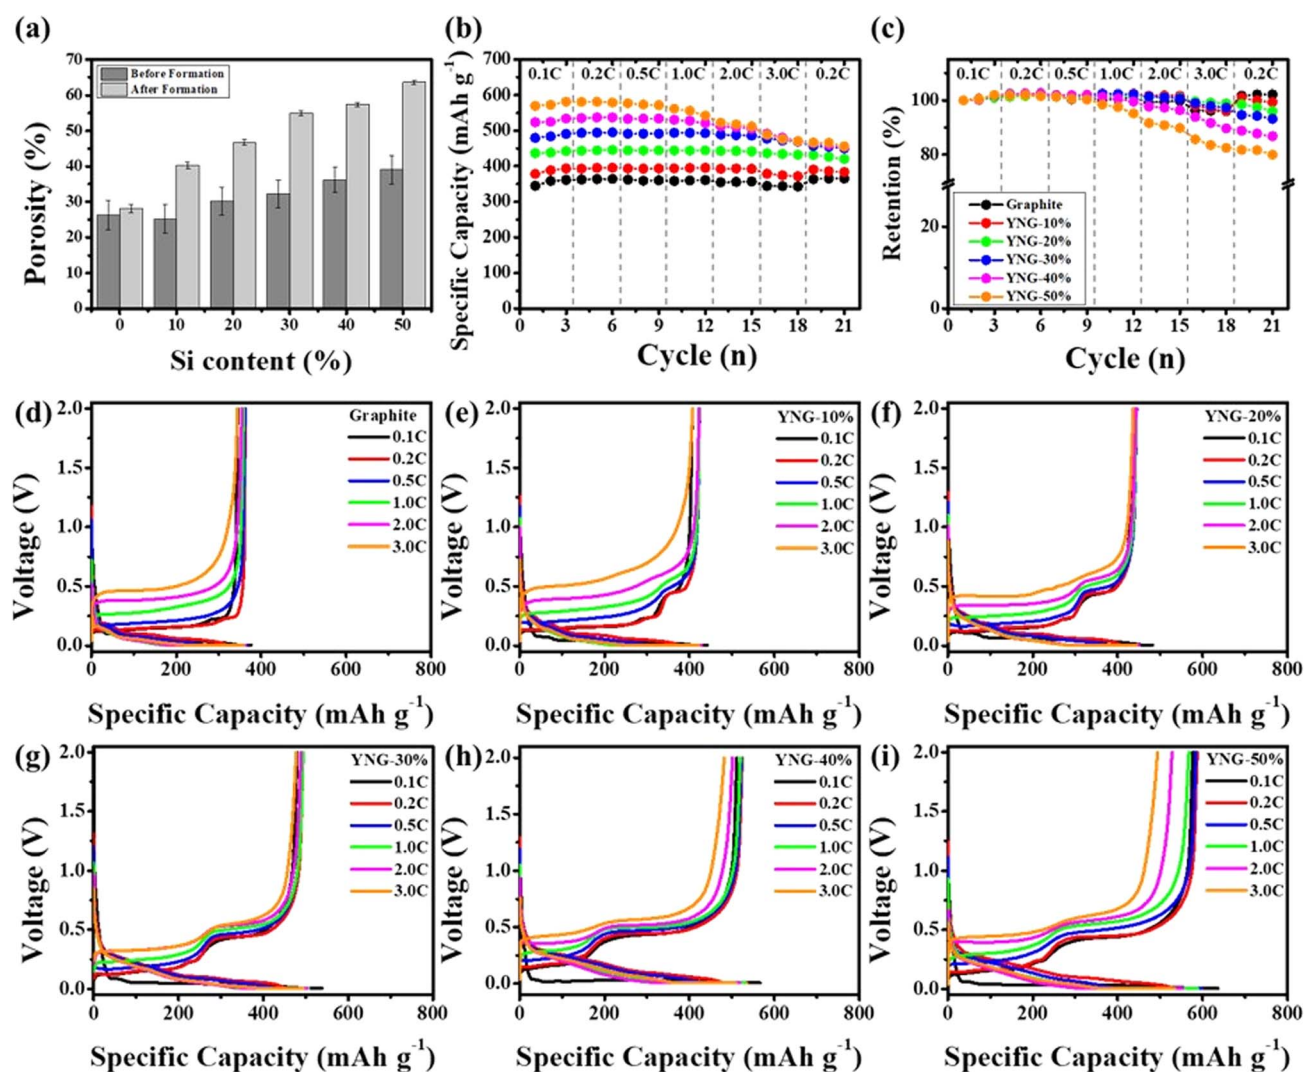 (a)
Before Formation
After Formation
Porosity (%)
70
60
50
40
30
20
10
0
0 10 20 30 40 50
Si content (%)
(b)
0.1C 0.2C 0.5C 1.0C 2.0C 3.0C 0.2C
Specific Capacity (mAh g-1)
700
600
500
400
300
200
100
0
0 3 6 9 12 15 18 21
Cycle (n)
(c)
0.1C 0.2C 0.5C 1.0C 2.0C 3.0C 0.2C
Retention (%)
100
80
20
0
Graphite
YNG-10%
YNG-20%
YNG-30%
YNG-40%
YNG-50%
0 3 6 9 12 15 18 21
Cycle (n)
(d)
Graphite
0.1C
0.2C
0.5C
1.0C
2.0C
3.0C
Voltage (V)
2.0
1.5
1.0
0.5
0.0
0 200 400 600 800
Specific Capacity (mAh g-1)
(e)
YNG-10%
0.1C
0.2C
0.5C
1.0C
2.0C
3.0C
Voltage (V)
2.0
1.5
1.0
0.5
0.0
0 200 400 600 800
Specific Capacity (mAh g-1)
(f)
YNG-20%
0.1C
0.2C
0.5C
1.0C
2.0C
3.0C
Voltage (V)
2.0
1.5
1.0
0.5
0.0
0 200 400 600 800
Specific Capacity (mAh g-1)
(g)
YNG-30%
0.1C
0.2C
0.5C
1.0C
2.0C
3.0C
Voltage (V)
2.0
1.5
1.0
0.5
0.0
0 200 400 600 800
Specific Capacity (mAh g-1)
(h)
YNG-40%
0.1C
0.2C
0.5C
1.0C
2.0C
3.0C
Voltage (V)
2.0
1.5
1.0
0.5
0.0
0 200 400 600 800
Specific Capacity (mAh g-1)
(i)
YNG-50%
0.1C
0.2C
0.5C
1.0C
2.0C
3.0C
Voltage (V)
2.0
1.5
1.0
0.5
0.0
0 200 400 600 800
Specific Capacity (mAh g-1)